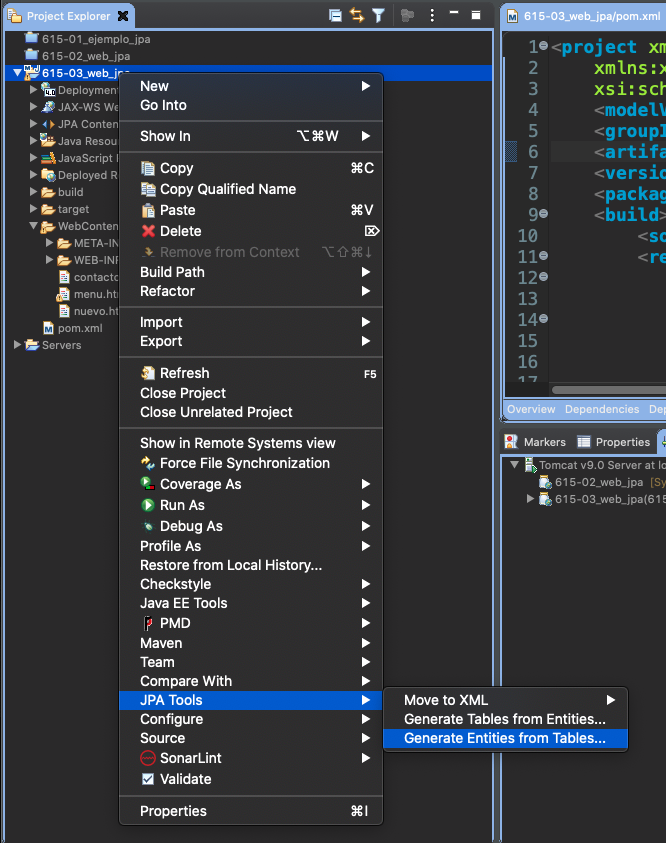 Project Explorer
615-01_ejemplo_jpa
615-02_web_jpa
615-03_web_jpa
Deployment
JAX-WS We
JPA Conten
Java Resou
JavaScript
Deployed R
build
target
WebConten
META-IN
WEB-INF
contacto
menu.ht
nuevo.ht
pom.xml
Servers
New
Go Into
Show In ⌥⌘W
Copy ⌘C
Copy Qualified Name
Paste ⌘V
Delete ⌦
Remove from Context ⌥⇧⌘↓
Build Path
Refactor
Import
Export
Refresh F5
Close Project
Close Unrelated Project
Show in Remote Systems view
Force File Synchronization
Coverage As
Run As
Debug As
Profile As
Restore from Local History...
Checkstyle
Java EE Tools
PMD
Maven
Team
Compare With
JPA Tools
Configure
Source
SonarLint
Validate
Properties ⌘I
Move to XML
Generate Tables from Entities...
Generate Entities from Tables...
615-03_web_jpa/pom.xml
1 <project xm
2 xmlns:x
3 xsi:sch
4 <modelV
5 <groupI
6 <artifa
7 <version
8 <packag
9 <build>
10 <so
11 <re
12
13
14
15
16
17
Overview Dependencies Dep
Markers Properties
Tomcat v9.0 Server at lo
615-02_web_jpa [Sy
615-03_web_jpa(615